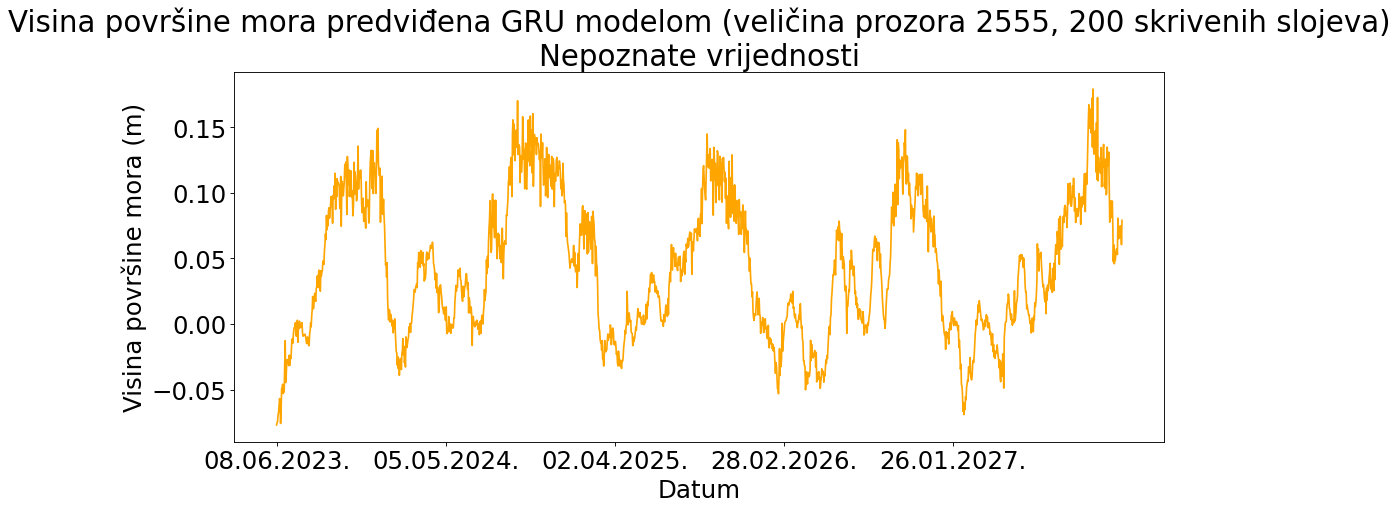 Visina površine mora predviđena GRU modelom (veličina prozora 2555, 200 skrivenih slojeva)
Nepoznate vrijednosti
Visina površine mora (m)
0.15
0.10
0.05
0.00
−0.05
08.06.2023. 05.05.2024. 02.04.2025. 28.02.2026. 26.01.2027.
Datum